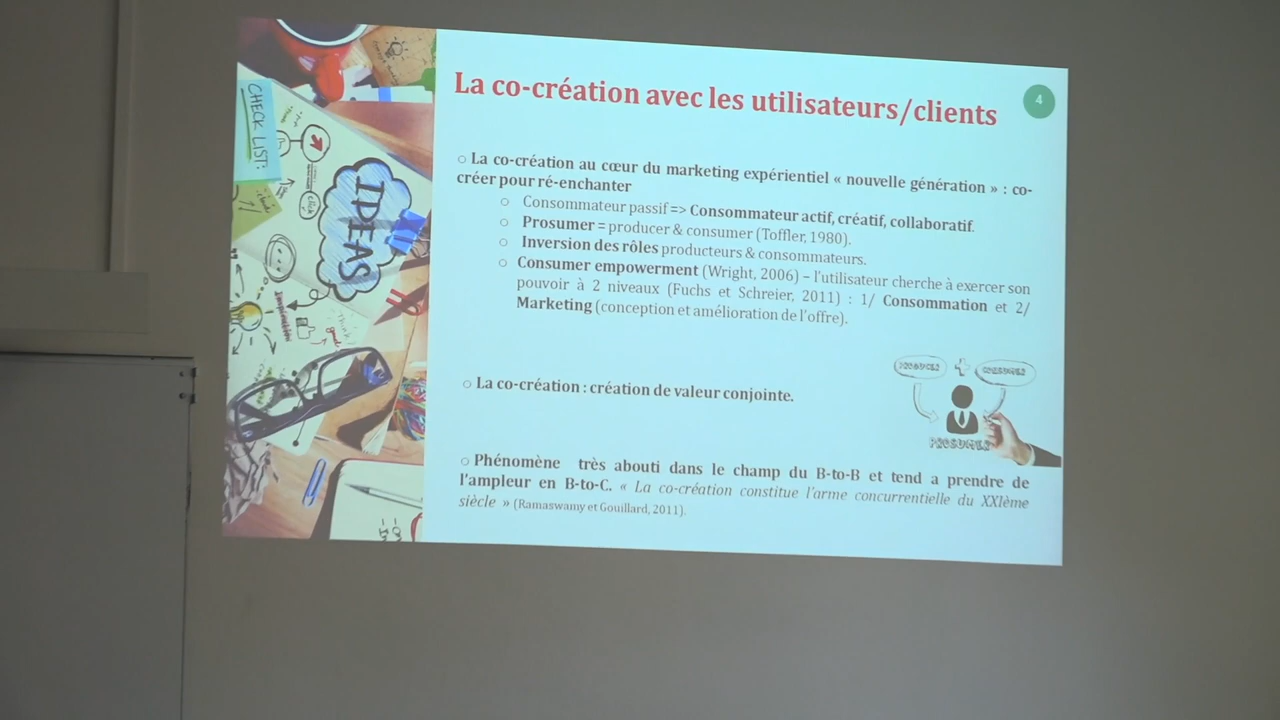 La co-création avec les utilisateurs/clients
4
○ La co-création au cœur du marketing expérientiel « nouvelle génération » : co-
créer pour ré-enchanter
○ Consommateur passif => Consommateur actif, créatif, collaboratif.
○ Prosumer = producer & consumer (Toffler, 1980).
○ Inversion des rôles producteurs & consommateurs.
○ Consumer empowerment (Wright, 2006) – l'utilisateur cherche à exercer son
pouvoir à 2 niveaux (Fuchs et Schreier, 2011) : 1/ Consommation et 2/
Marketing (conception et amélioration de l'offre).
○ La co-création : création de valeur conjointe.
PRODUCER + CONSUMER
PROSUMER
○ Phénomène très abouti dans le champ du B-to-B et tend a prendre de
l'ampleur en B-to-C. « La co-création constitue l'arme concurrentielle du XXIème
siècle » (Ramaswamy et Gouillard, 2011).
CHECK LIST:
IDEAS
click